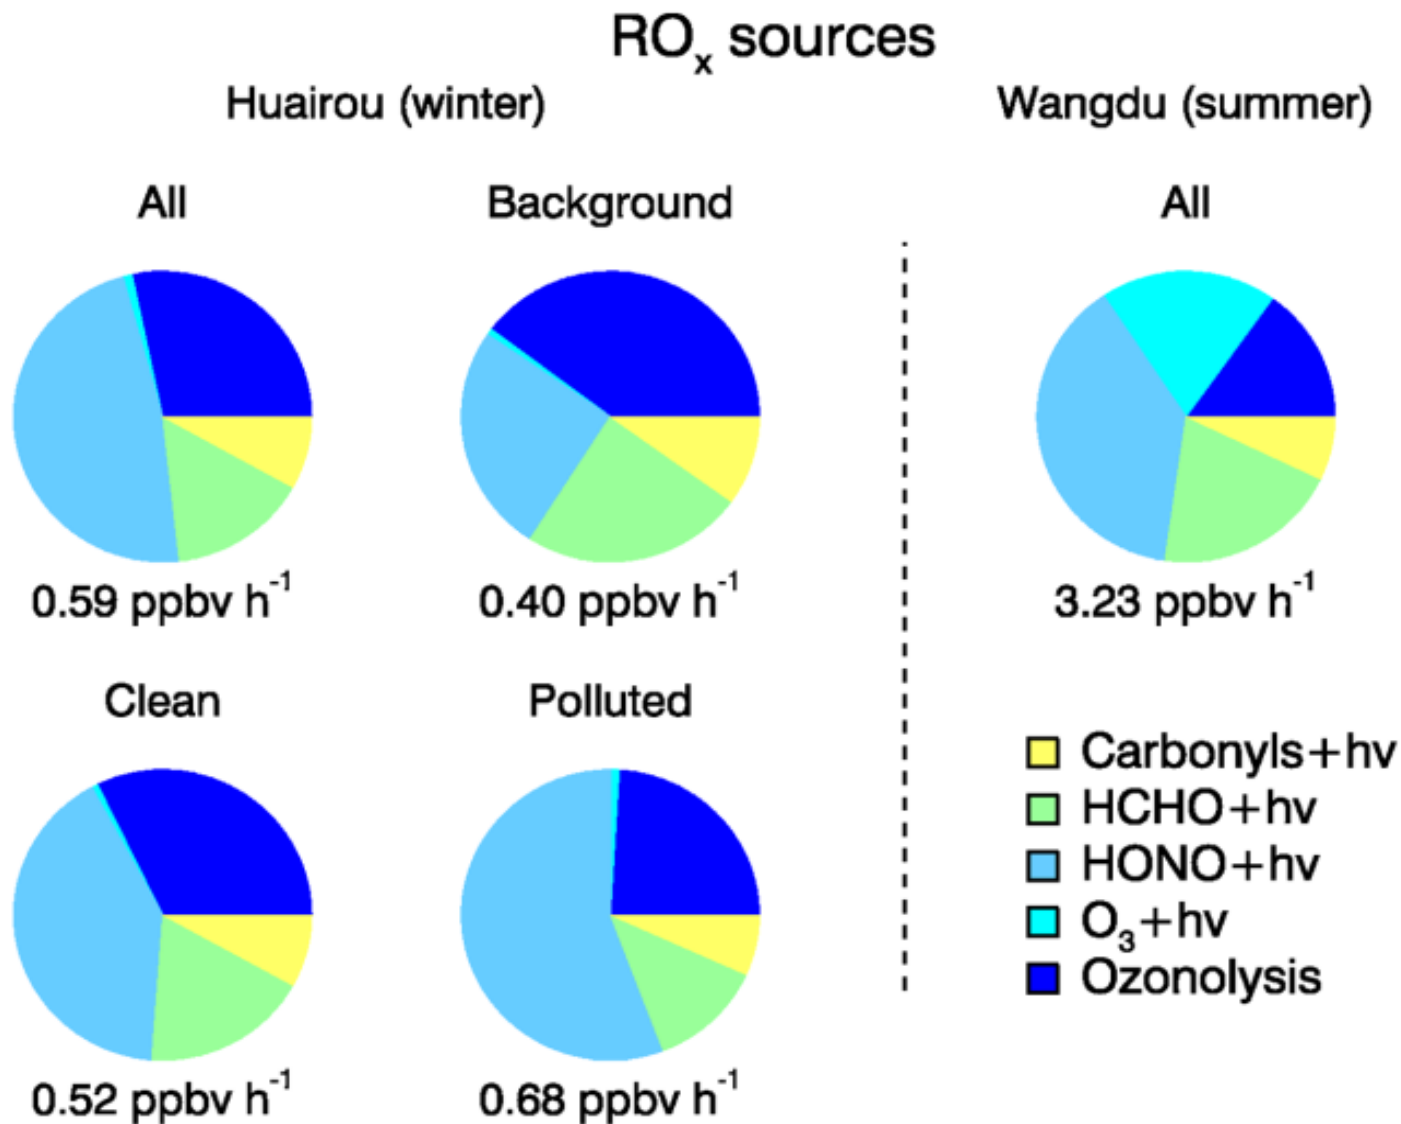 ROₓ sources
Huairou (winter)
Wangdu (summer)
All
Background
All
0.59 ppbv h⁻¹
0.40 ppbv h⁻¹
3.23 ppbv h⁻¹
Clean
Polluted
0.52 ppbv h⁻¹
0.68 ppbv h⁻¹
Carbonyls+hv
HCHO+hv
HONO+hv
O₃+hv
Ozonolysis